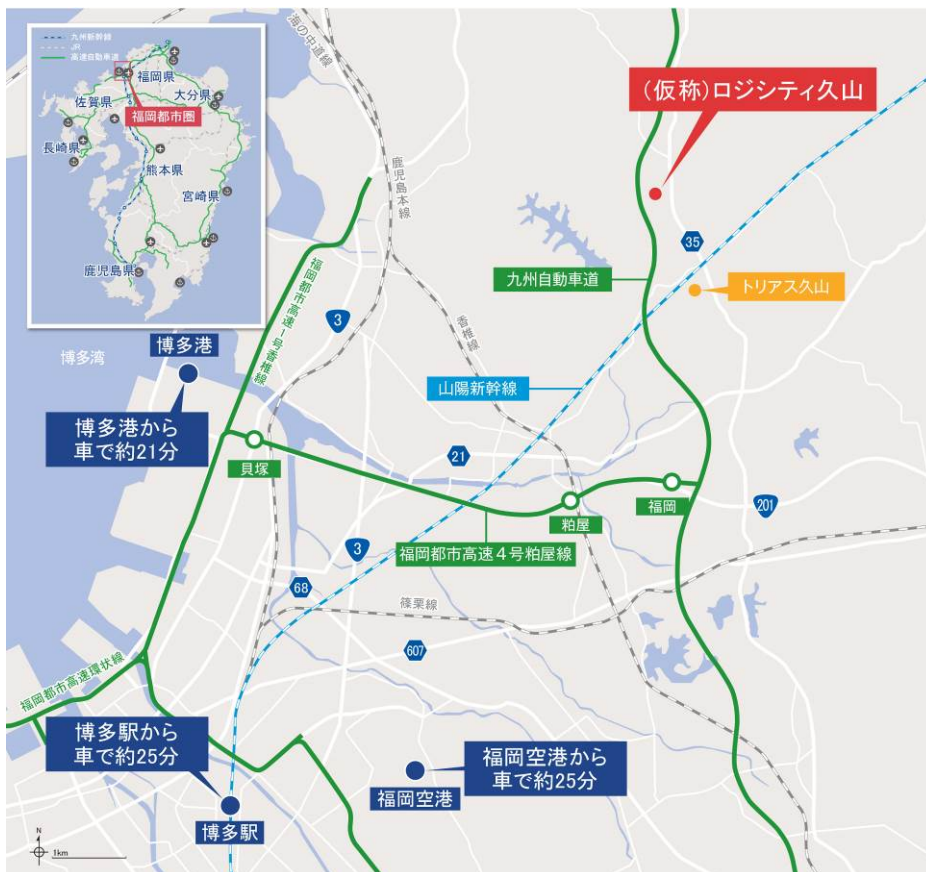 九州新幹線
JR
高速自動車道
福岡県
佐賀県
大分県
福岡都市圏
長崎県
熊本県
宮崎県
鹿児島県
海の中道線
(仮称)ロジシティ久山
鹿児島本線
35
九州自動車道
トリアス久山
福岡都市高速1号香椎線
3
香椎線
博多湾
博多港
山陽新幹線
博多港から
車で約21分
貝塚
21
福岡
粕屋
201
3
福岡都市高速4号粕屋線
68
篠栗線
607
福岡都市高速環状線
博多駅から
車で約25分
福岡空港から
車で約25分
福岡空港
博多駅
N
1km